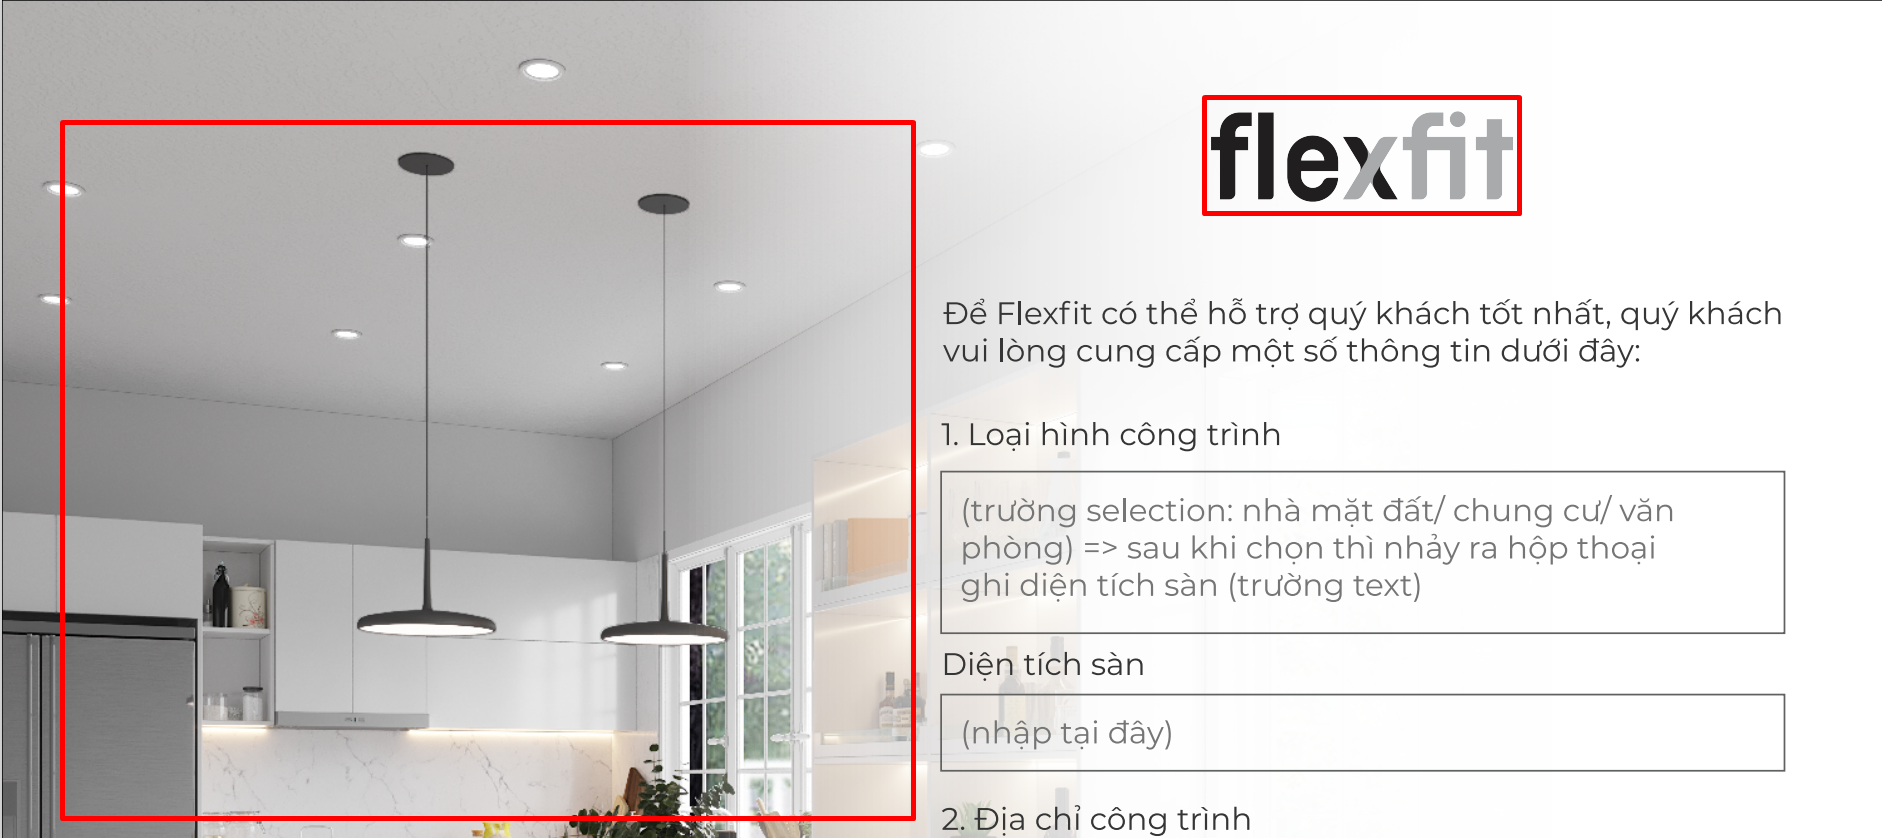 flexfit
Để Flexfit có thể hỗ trợ quý khách tốt nhất, quý khách
vui lòng cung cấp một số thông tin dưới đây:
1. Loại hình công trình
(trường selection: nhà mặt đất/ chung cư/ văn
phòng) => sau khi chọn thì nhảy ra hộp thoại
ghi diện tích sàn (trường text)
Diện tích sàn
(nhập tại đây)
2. Địa chỉ công trình